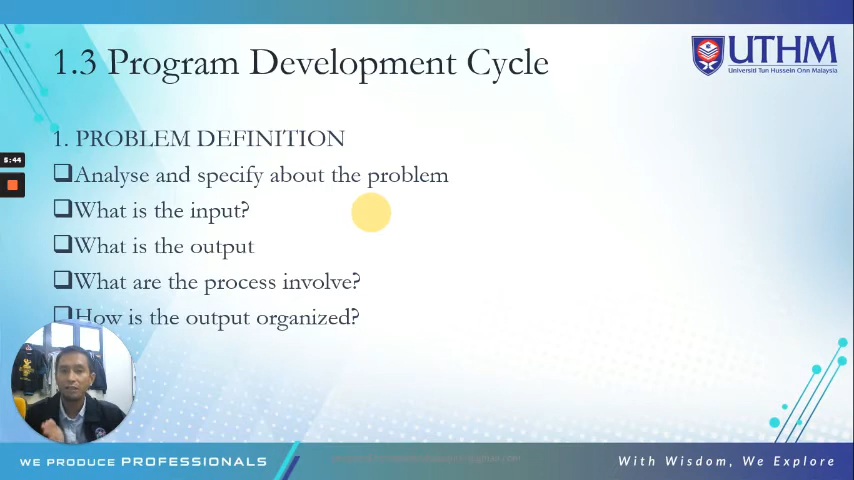 1.3 Program Development Cycle
UTHM
Universiti Tun Hussein Onn Malaysia
1. PROBLEM DEFINITION
Analyse and specify about the problem
5:44
What is the input?
What is the output
What are the process involve?
How is the output organized?
WE PRODUCE PROFESSIONALS
With Wisdom, We Explore